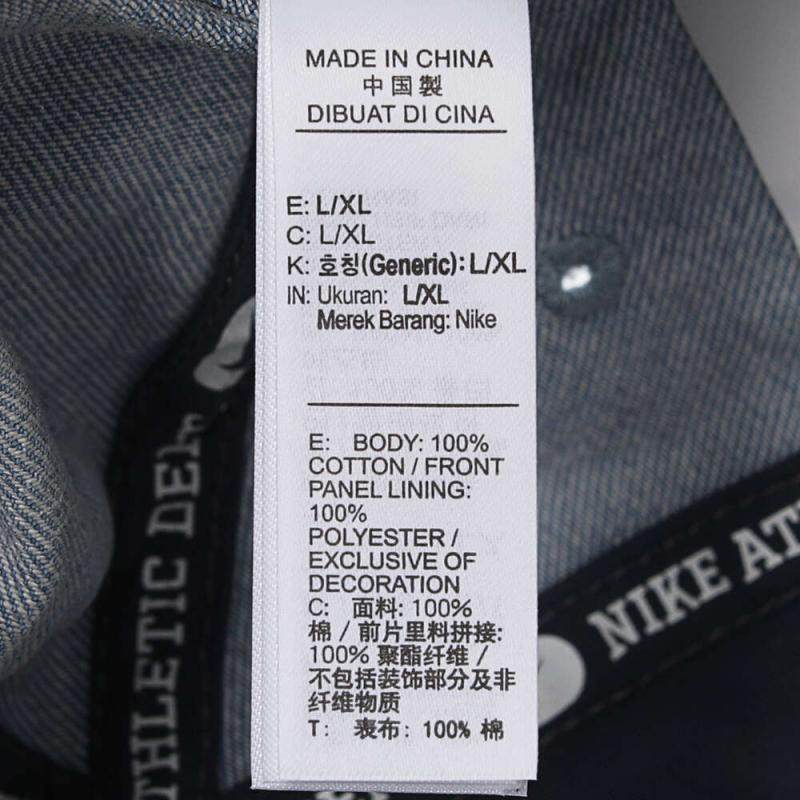 MADE IN CHINA
中国製
DIBUAT DI CINA
E: L/XL
C: L/XL
K: 호칭(Generic): L/XL
IN: Ukuran: L/XL
Merek Barang: Nike
E: BODY: 100%
COTTON / FRONT
PANEL LINING:
100%
POLYESTER /
EXCLUSIVE OF
DECORATION
C: 面料: 100%
棉 / 前片里料拼接:
100% 聚酯纤维 /
不包括装饰部分及非
纤维物质
T: 表布: 100% 棉
THLETIC DEP
NIKE AT